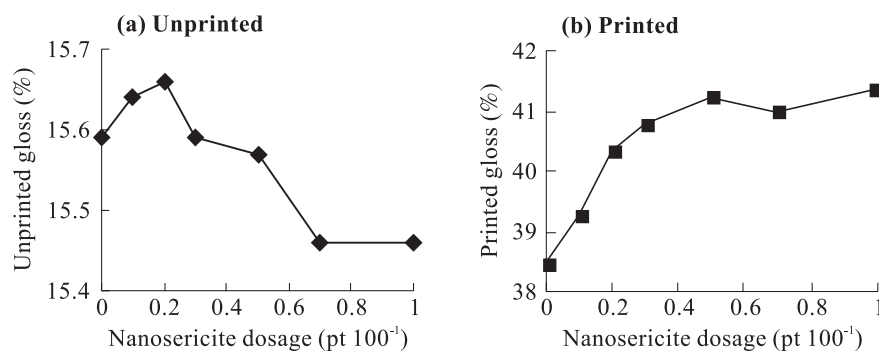 (a) Unprinted
15.7
15.6
15.5
15.4
Unprinted gloss (%)
0 0.2 0.4 0.6 0.8 1
Nanosericite dosage (pt 100⁻¹)
(b) Printed
42
41
40
39
38
Printed gloss (%)
0 0.2 0.4 0.6 0.8 1
Nanosericite dosage (pt 100⁻¹)